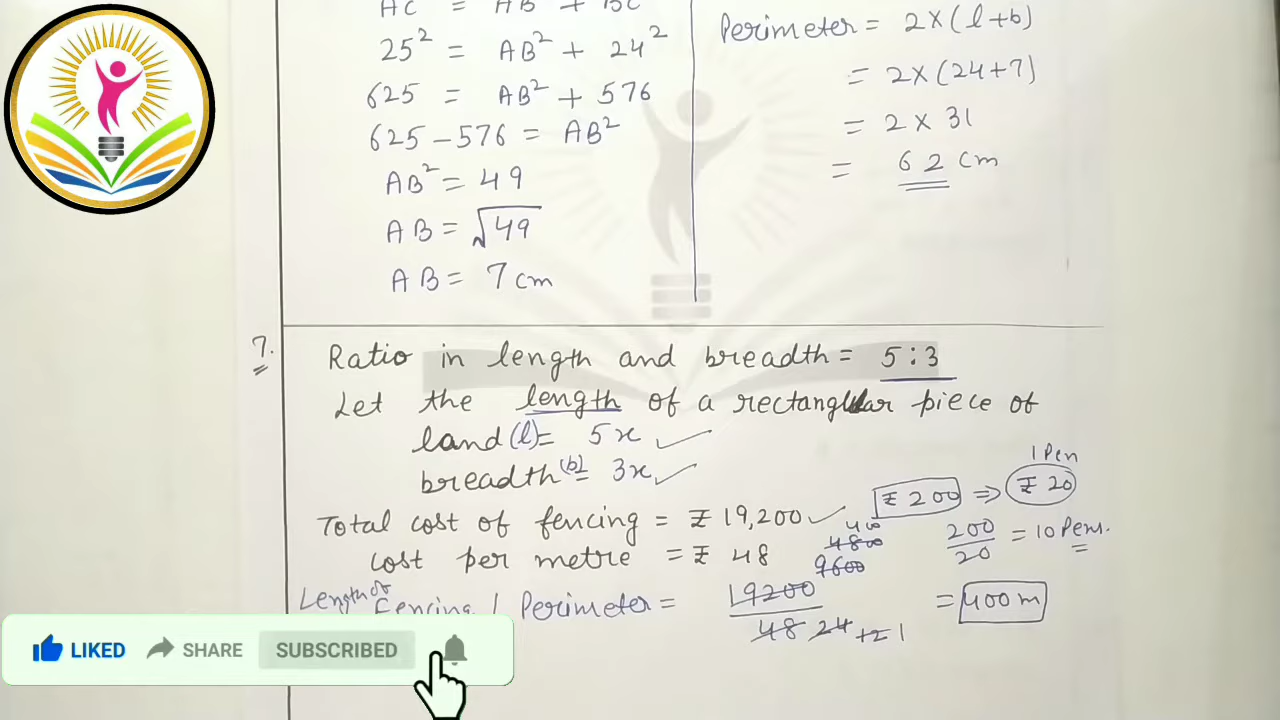 AC = AB + BC
25² = AB² + 24²
625 = AB² + 576
625 - 576 = AB²
AB² = 49
AB = √49
AB = 7 cm
Perimeter = 2 × (l+b)
= 2 × (24+7)
= 2 × 31
= 62 cm
7.
Ratio in length and breadth = 5:3
Let the length of a rectangular piece of
land (l) = 5x ✓
breadth (b) = 3x ✓
Total cost of fencing = ₹ 19,200 ✓
cost per metre = ₹ 48
₹ 200 ⇒ ₹ 20
1 Pen
200/20 = 10 Pens.
Length of
Fencing / Perimeter = 19200/48 = 400 m
400
4800
9600
24
LIKED SHARE SUBSCRIBED